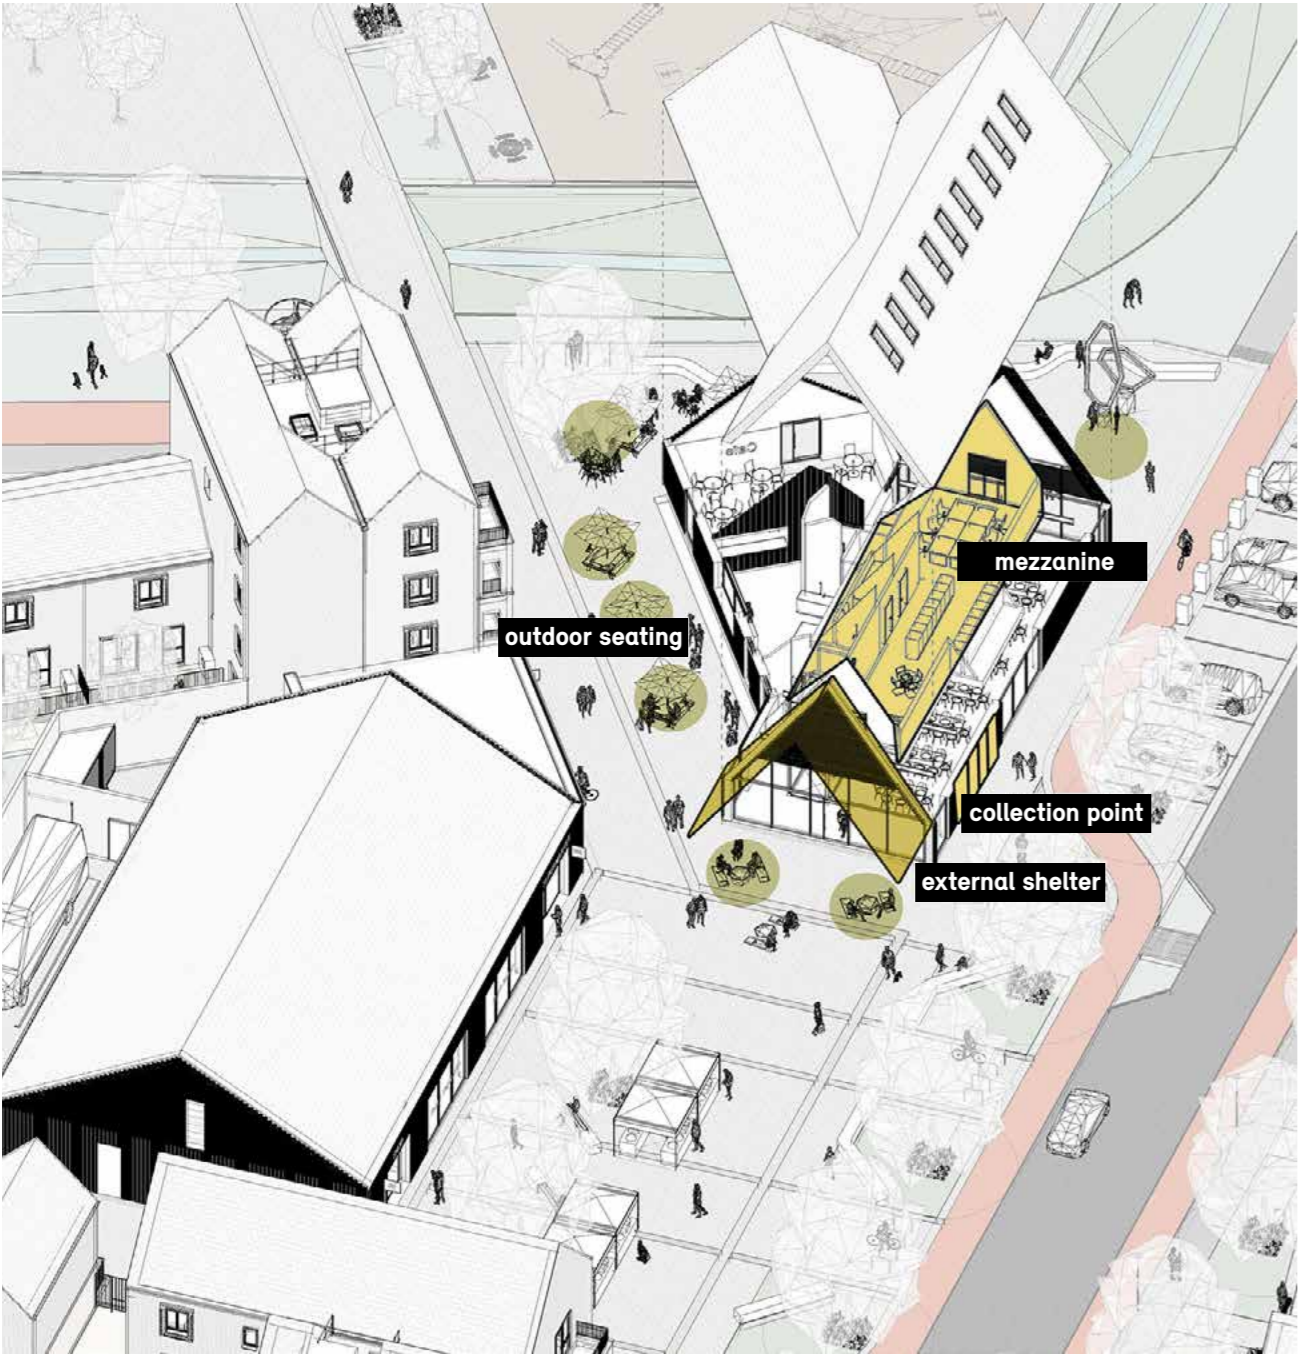 mezzanine
outdoor seating
collection point
external shelter